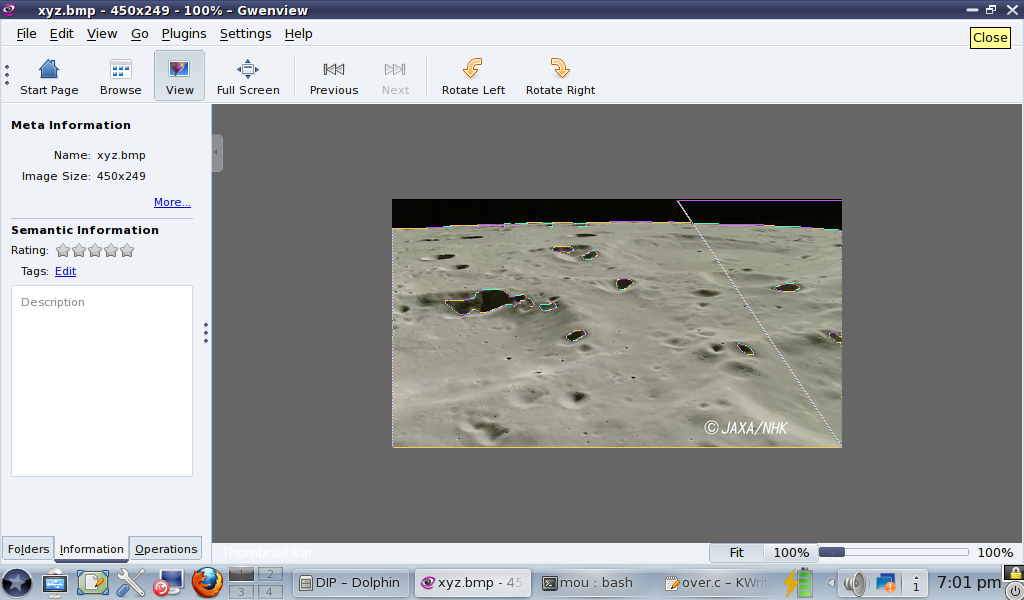 xyz.bmp - 450x249 - 100% – Gwenview
File Edit View Go Plugins Settings Help
Close
Start Page Browse View Full Screen Previous Next Rotate Left Rotate Right
Meta Information
Name: xyz.bmp
Image Size: 450x249
More...
Semantic Information
Rating:
Tags: Edit
Description
© JAXA/NHK
Folders Information Operations
Thumbnail Bar
Fit 100% 100%
1 2
3 4
DIP – Dolphin
xyz.bmp - 45
mou : bash
over.c – KWrit
1
7:01 pm